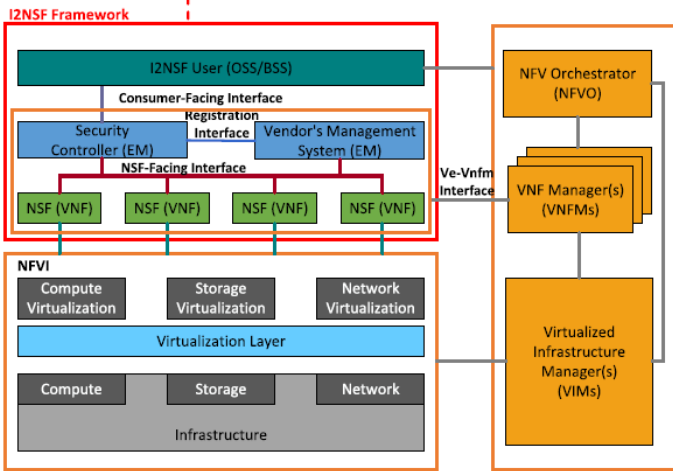 I2NSF Framework
I2NSF User (OSS/BSS)
Consumer-Facing Interface
Registration
Interface
Security
Controller (EM)
Vendor's Management
System (EM)
NSF-Facing Interface
NSF (VNF)
NSF (VNF)
NSF (VNF)
NSF (VNF)
Ve-Vnfm
Interface
NFV Orchestrator
(NFVO)
VNF Manager(s)
(VNFMs)
Virtualized
Infrastructure
Manager(s)
(VIMs)
NFVI
Compute
Virtualization
Storage
Virtualization
Network
Virtualization
Virtualization Layer
Compute
Storage
Network
Infrastructure